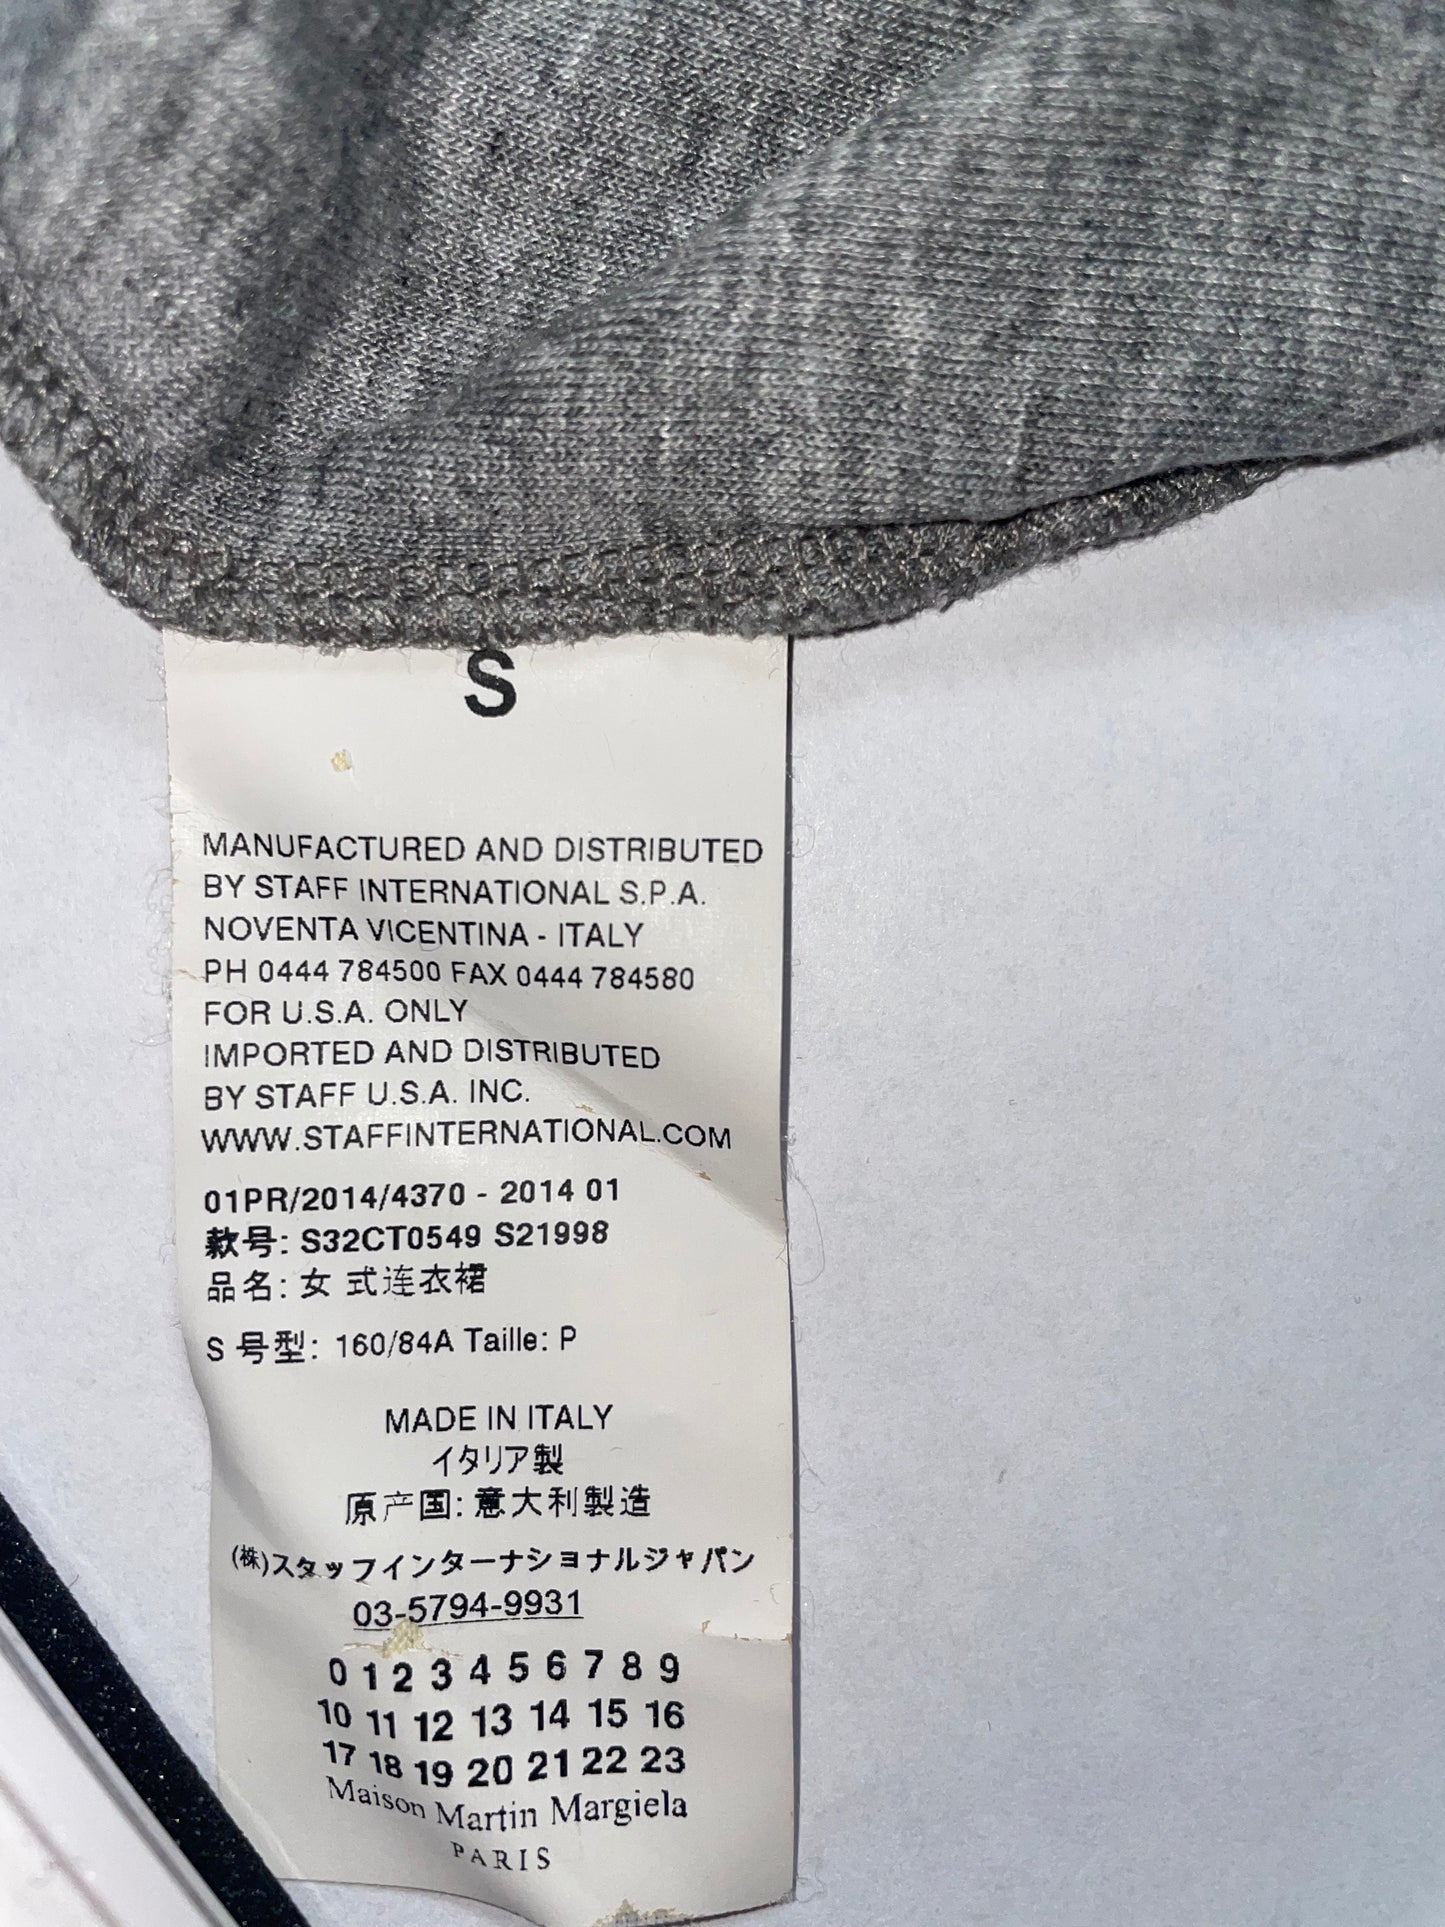 S
MANUFACTURED AND DISTRIBUTED
BY STAFF INTERNATIONAL S.P.A.
NOVENTA VICENTINA - ITALY
PH 0444 784500 FAX 0444 784580
FOR U.S.A. ONLY
IMPORTED AND DISTRIBUTED
BY STAFF U.S.A. INC.
WWW.STAFFINTERNATIONAL.COM
01PR/2014/4370 - 2014 01
款号: S32CT0549 S21998
品名: 女 式连衣裙
S 号型: 160/84A Taille: P
MADE IN ITALY
イタリア製
原产国: 意大利製造
(株)スタッフインターナショナルジャパン
03-5794-9931
0 1 2 3 4 5 6 7 8 9
10 11 12 13 14 15 16
17 18 19 20 21 22 23
Maison Martin Margiela
PARIS